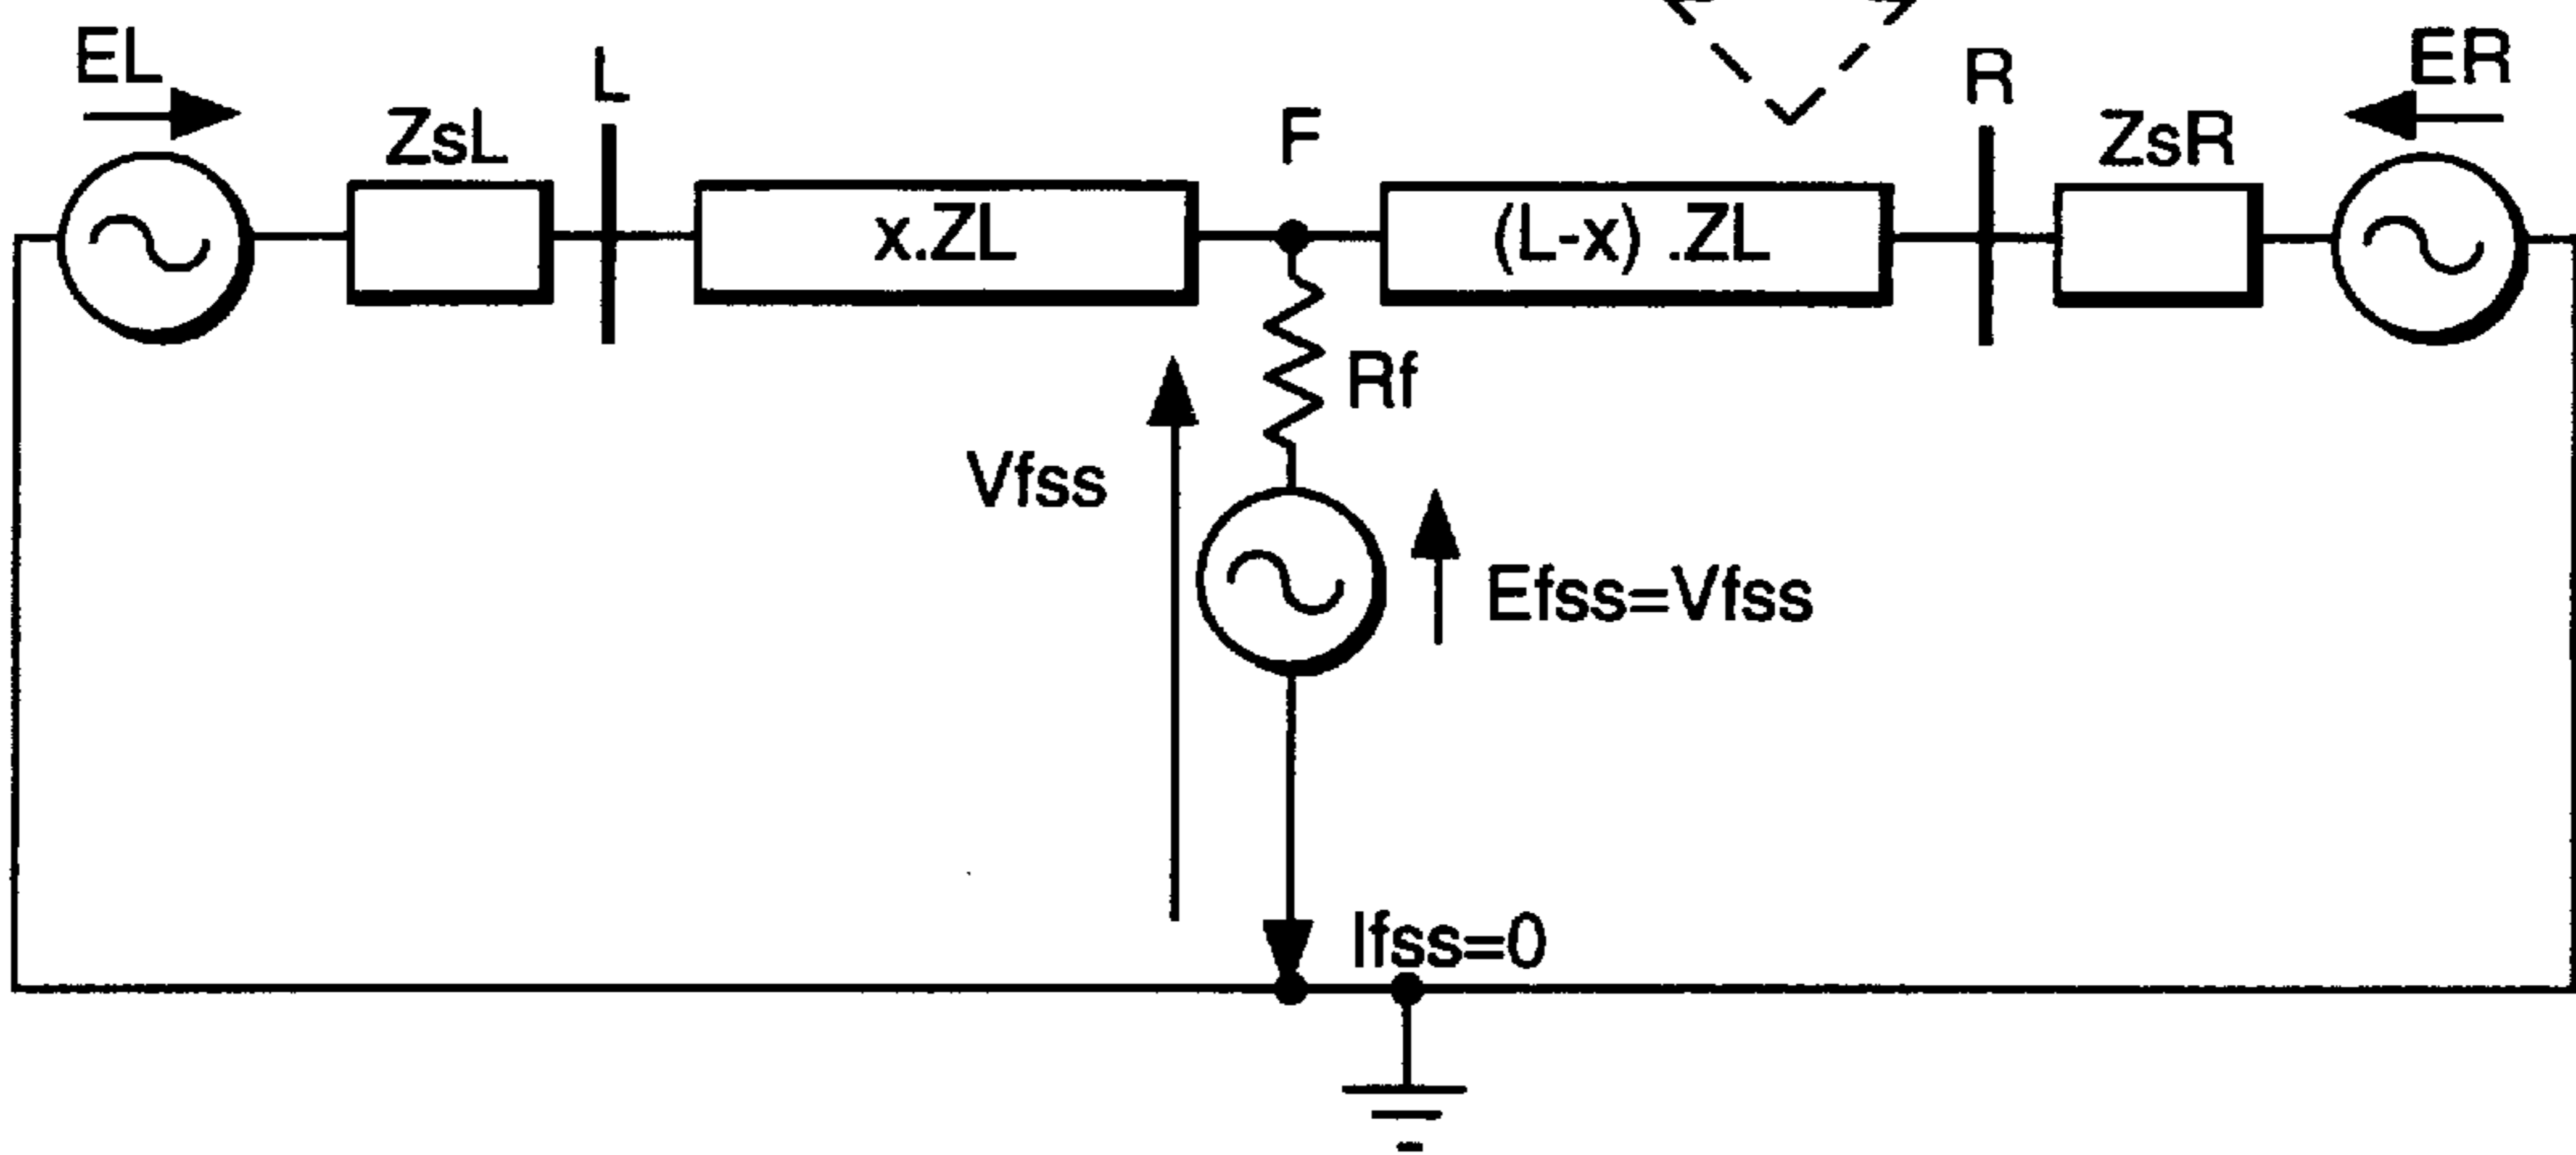 EL
ZsL
L
x.ZL
F
(L-x) .ZL
R
ZsR
ER
Rf
Vfss
Efss=Vfss
Ifss=0